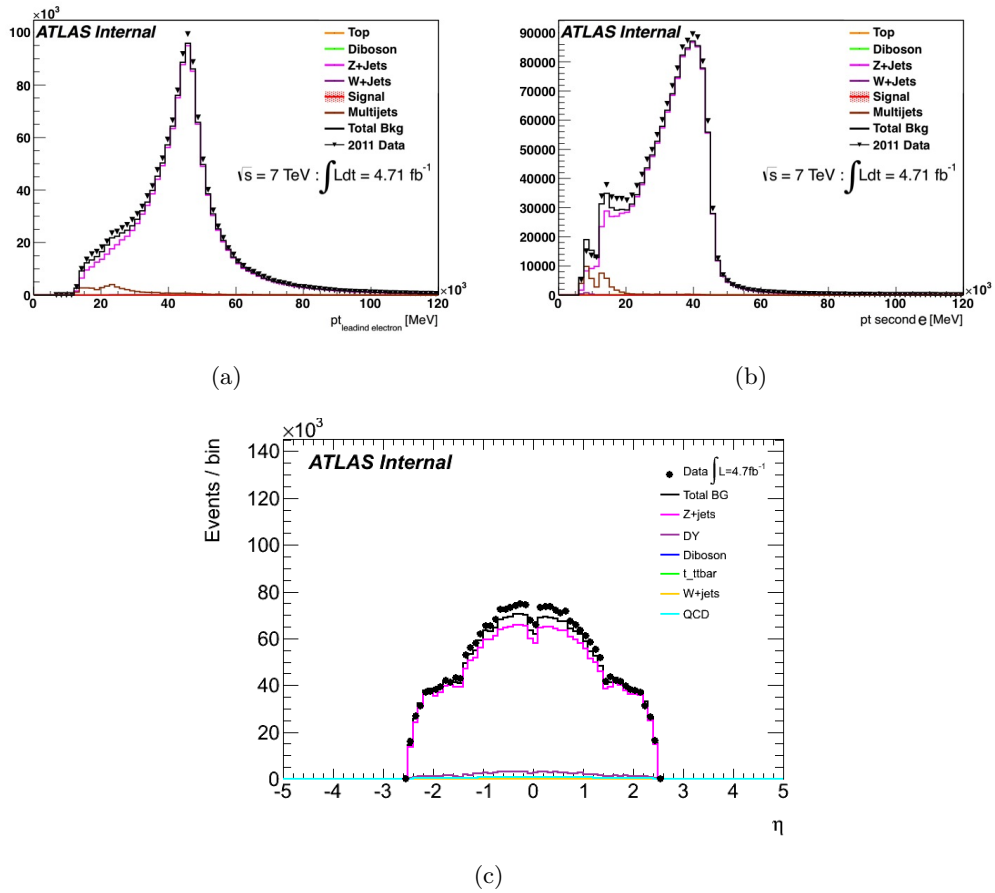 ×10³
100
80
60
40
20
0
ATLAS Internal
Top
Diboson
Z+Jets
W+Jets
Signal
Multijets
Total Bkg
2011 Data
√s = 7 TeV : ∫Ldt = 4.71 fb⁻¹
0 20 40 60 80 100 120
×10³
pt leadind electron [MeV]
(a)
90000
80000
70000
60000
50000
40000
30000
20000
10000
0
ATLAS Internal
Top
Diboson
Z+Jets
W+Jets
Signal
Multijets
Total Bkg
2011 Data
√s = 7 TeV : ∫Ldt = 4.71 fb⁻¹
0 20 40 60 80 100 120
×10³
pt second e [MeV]
(b)
×10³
Events / bin
140
120
100
80
60
40
20
0
ATLAS Internal
Data ∫L=4.7fb⁻¹
Total BG
Z+jets
DY
Diboson
t_ttbar
W+jets
QCD
-5 -4 -3 -2 -1 0 1 2 3 4 5
η
(c)